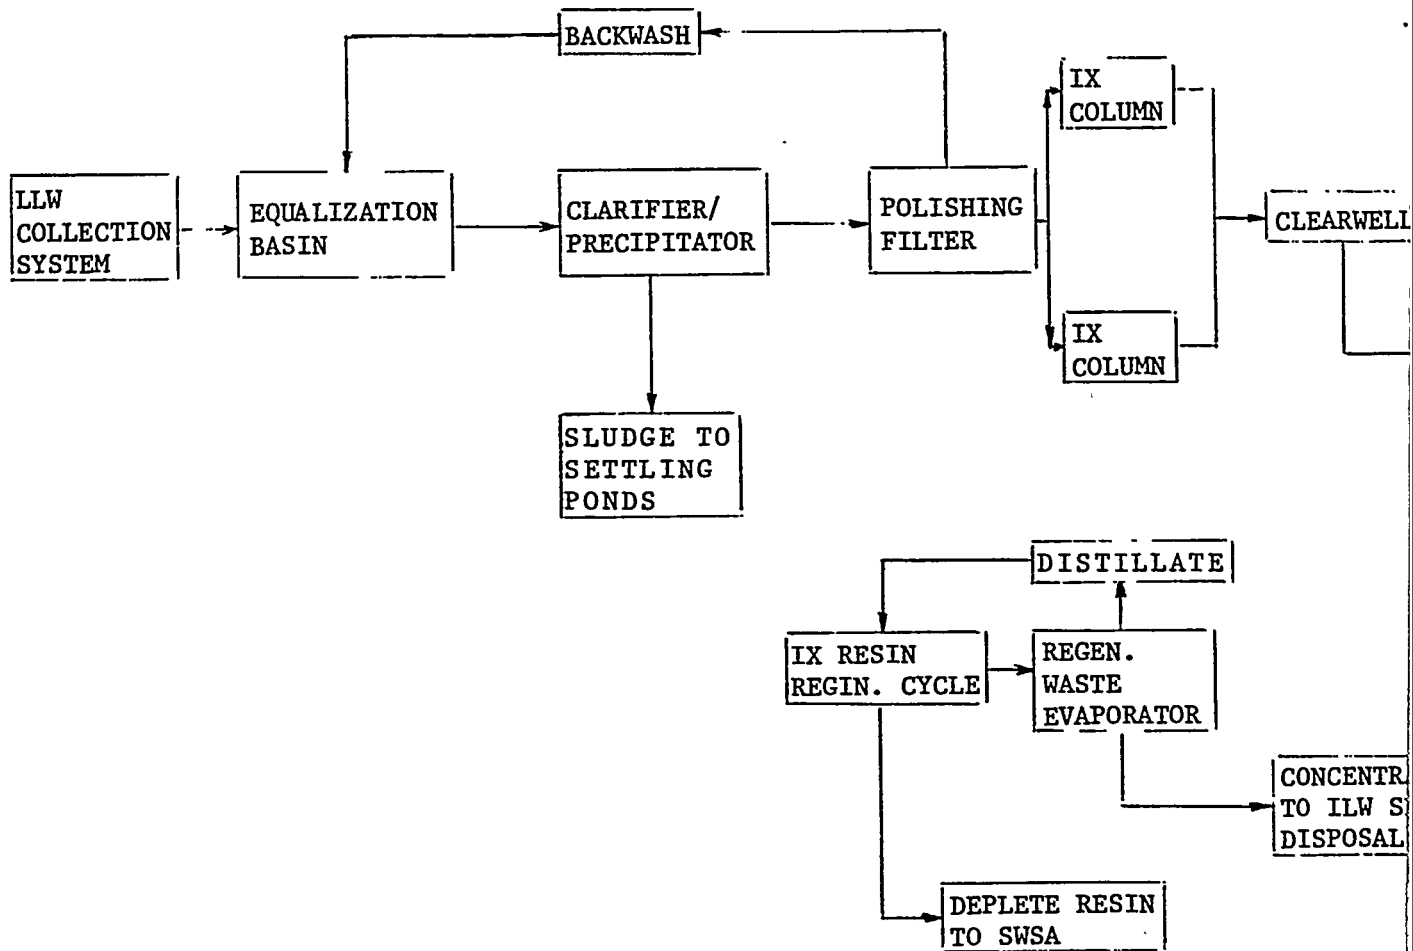 BACKWASH
IX
COLUMN
LLW
COLLECTION
SYSTEM
EQUALIZATION
BASIN
CLARIFIER/
PRECIPITATOR
POLISHING
FILTER
CLEARWELL
IX
COLUMN
SLUDGE TO
SETTLING
PONDS
DISTILLATE
IX RESIN
REGIN. CYCLE
REGEN.
WASTE
EVAPORATOR
CONCENTR
TO ILW S
DISPOSAL
DEPLETE RESIN
TO SWSA